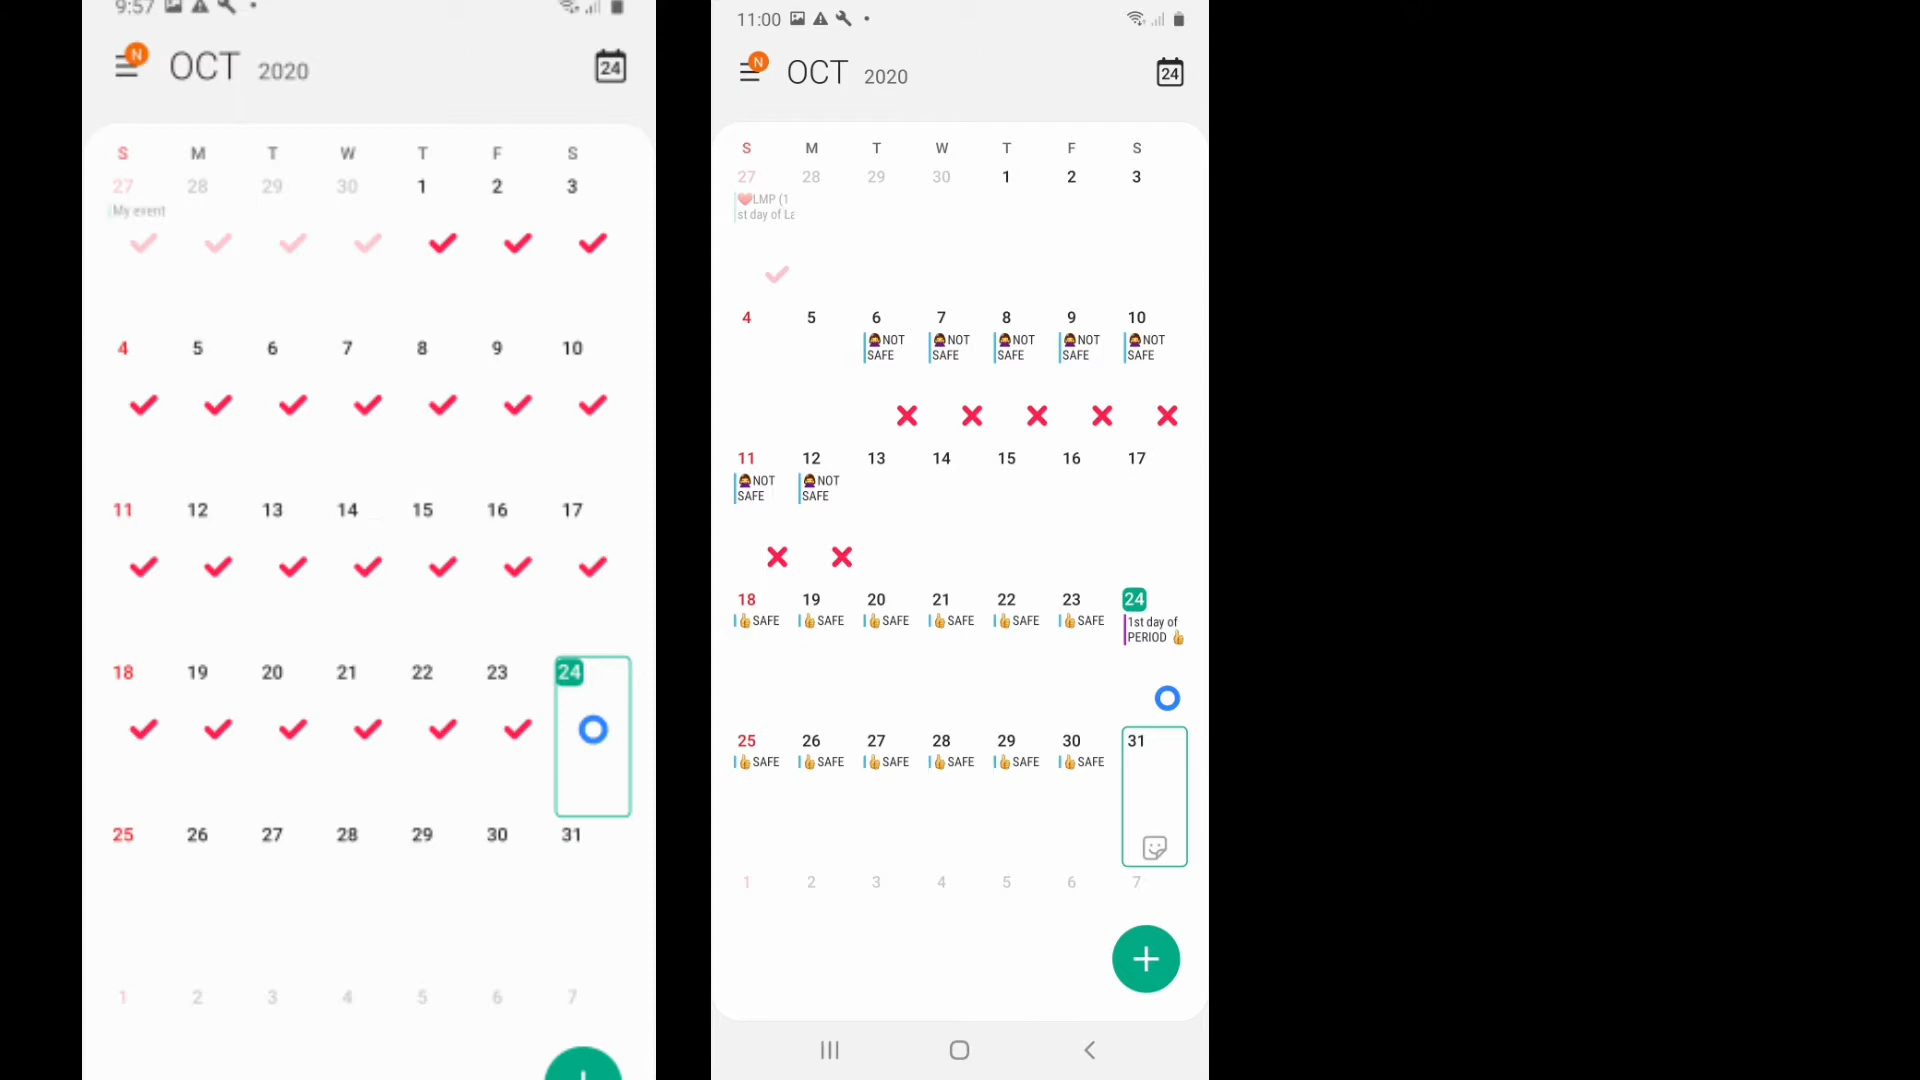 9:57
N
OCT 2020
24
S M T W T F S
27 28 29 30 1 2 3
My event
4 5 6 7 8 9 10
11 12 13 14 15 16 17
18 19 20 21 22 23 24
25 26 27 28 29 30 31
1 2 3 4 5 6 7
11:00
N
OCT 2020
24
S M T W T F S
27 28 29 30 1 2 3
LMP (1
st day of La
4 5 6 7 8 9 10
NOT NOT NOT NOT NOT
SAFE SAFE SAFE SAFE SAFE
11 12 13 14 15 16 17
NOT NOT
SAFE SAFE
18 19 20 21 22 23 24
SAFE SAFE SAFE SAFE SAFE SAFE 1st day of
PERIOD
25 26 27 28 29 30 31
SAFE SAFE SAFE SAFE SAFE SAFE
1 2 3 4 5 6 7